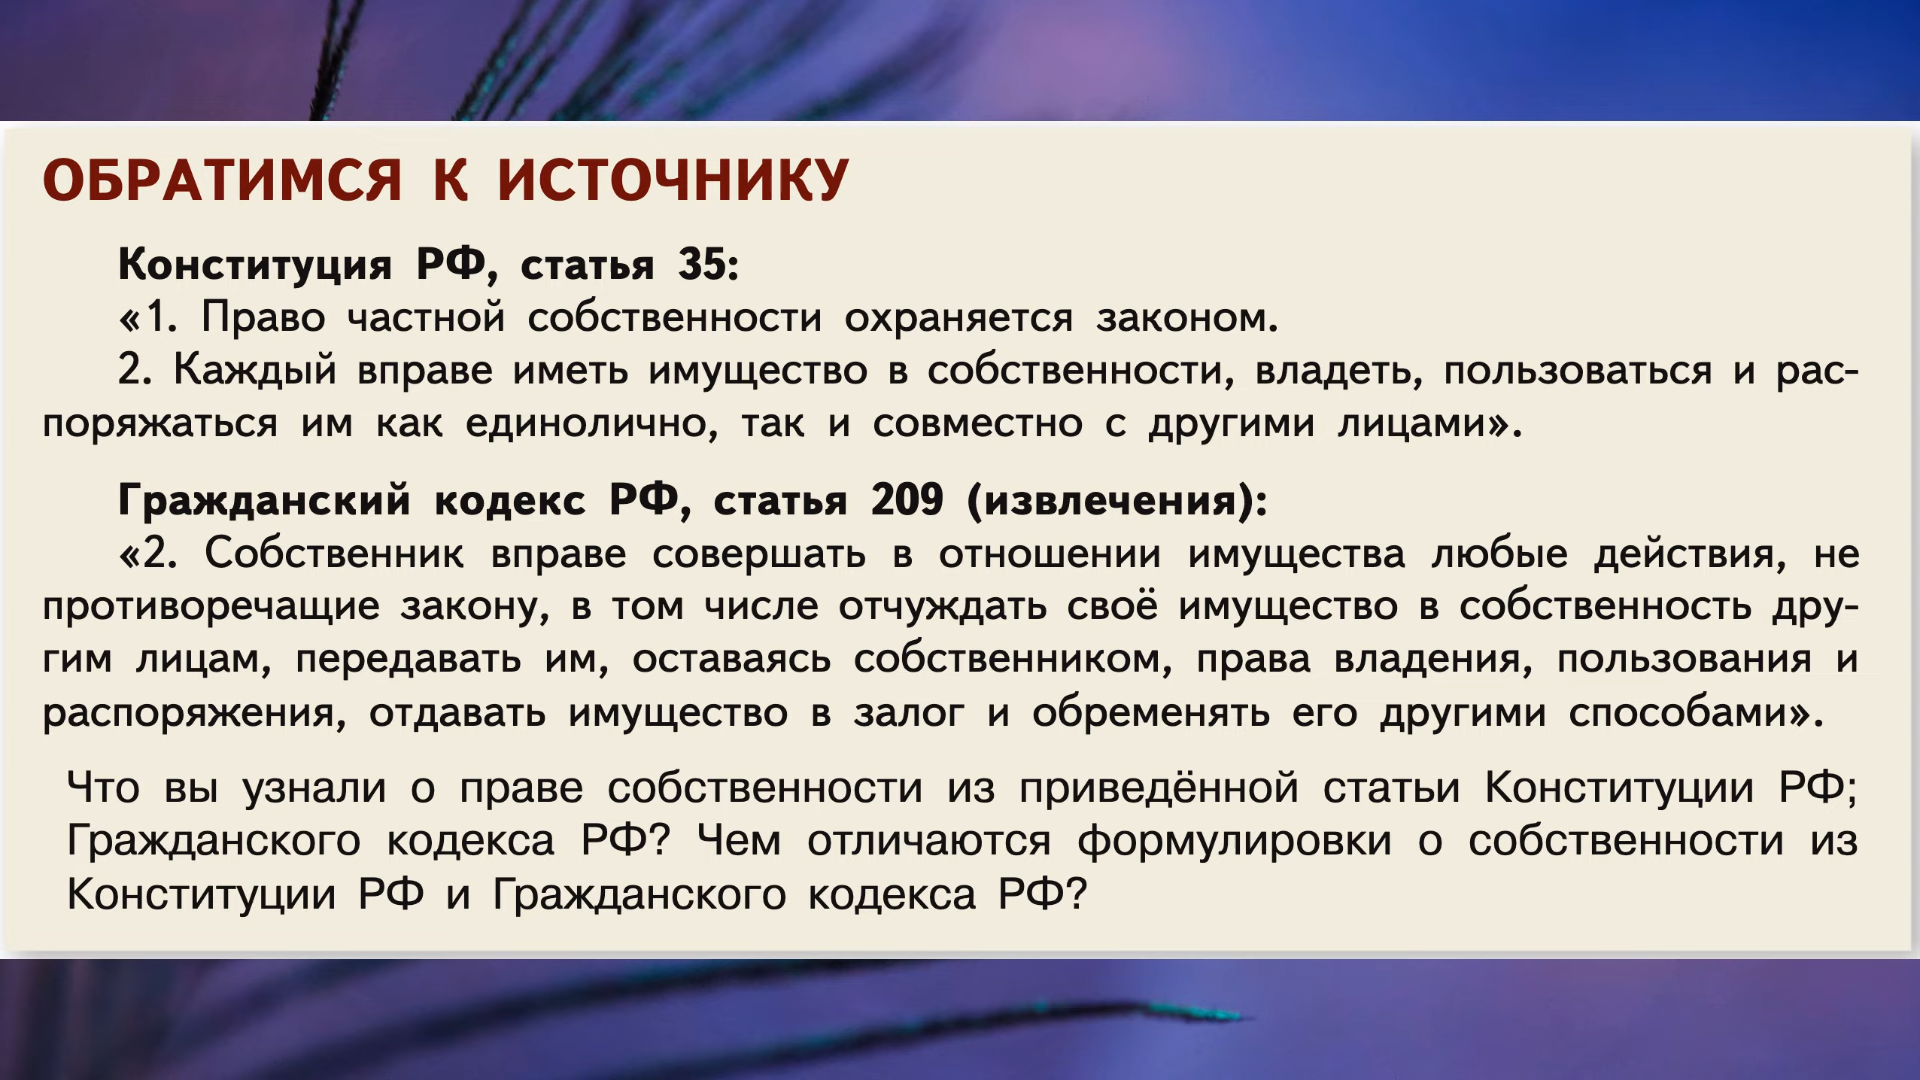 ОБРАТИМСЯ К ИСТОЧНИКУ
Конституция РФ, статья 35:
«1. Право частной собственности охраняется законом.
2. Каждый вправе иметь имущество в собственности, владеть, пользоваться и рас-
поряжаться им как единолично, так и совместно с другими лицами».
Гражданский кодекс РФ, статья 209 (извлечения):
«2. Собственник вправе совершать в отношении имущества любые действия, не
противоречащие закону, в том числе отчуждать своё имущество в собственность дру-
гим лицам, передавать им, оставаясь собственником, права владения, пользования и
распоряжения, отдавать имущество в залог и обременять его другими способами».
Что вы узнали о праве собственности из приведённой статьи Конституции РФ;
Гражданского кодекса РФ? Чем отличаются формулировки о собственности из
Конституции РФ и Гражданского кодекса РФ?